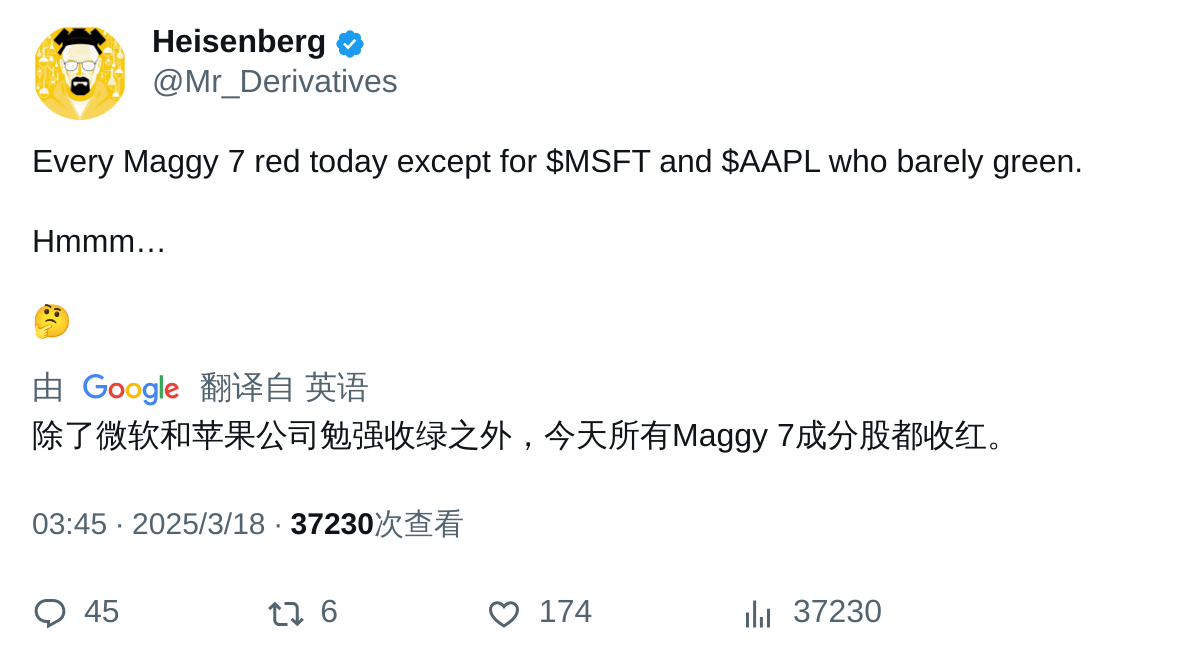 Heisenberg
@Mr_Derivatives
Every Maggy 7 red today except for $MSFT and $AAPL who barely green.
Hmmm…
🤔
由 Google 翻译自 英语
除了微软和苹果公司勉强收绿之外，今天所有Maggy 7成分股都收红。
03:45 · 2025/3/18 · 37230次查看
45 6 174 37230